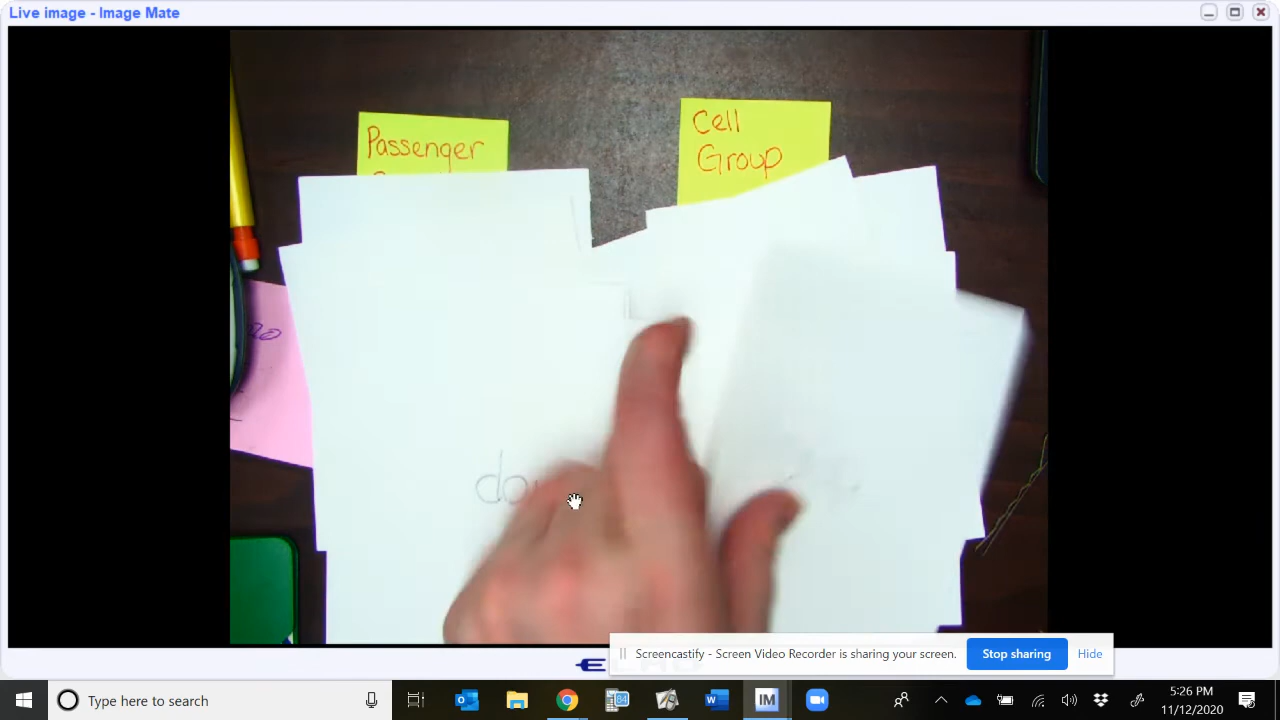 Live image - Image Mate
Passenger
Cell
Group
Screencastify - Screen Video Recorder is sharing your screen.
Stop sharing
Hide
Type here to search
IM
5:26 PM
11/12/2020